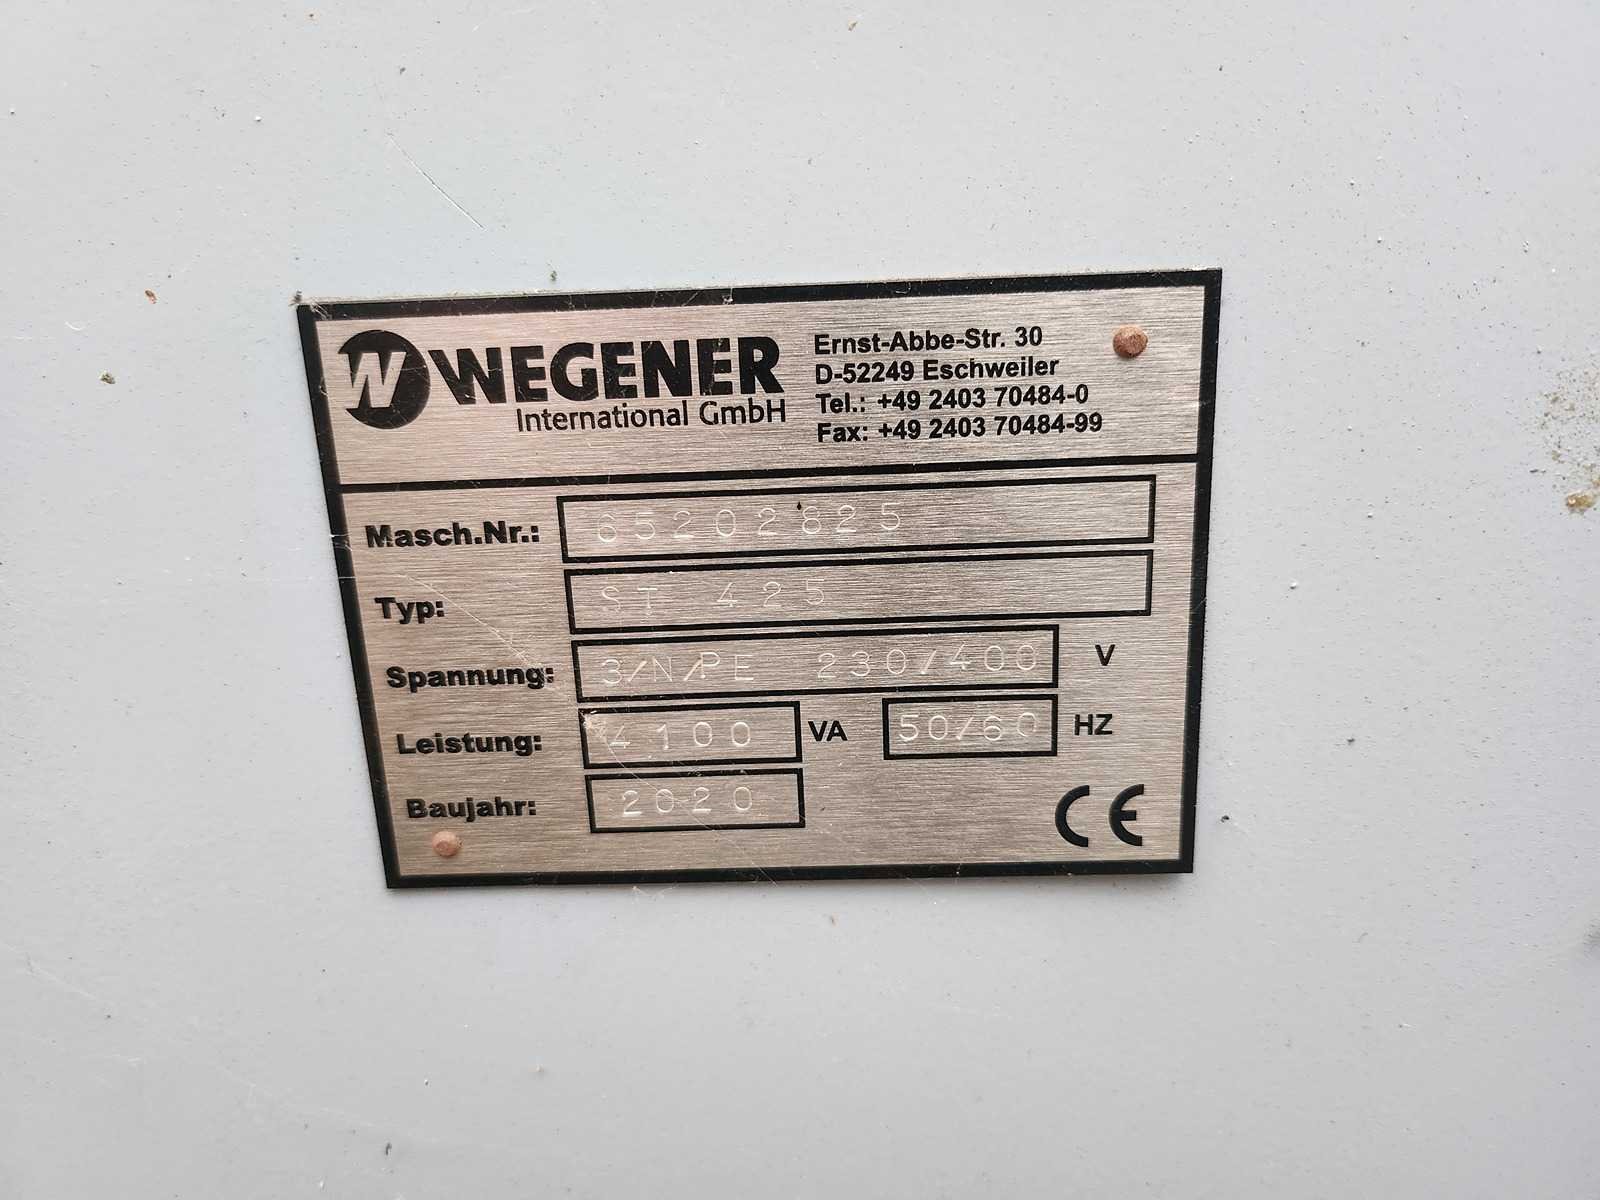 W WEGENER
International GmbH
Ernst-Abbe-Str. 30
D-52249 Eschweiler
Tel.: +49 2403 70484-0
Fax: +49 2403 70484-99
Masch.Nr.: 65202825
Typ: ST 425
Spannung: 3/N/PE 230/400 V
Leistung: 4100 VA 50/60 HZ
Baujahr: 2020
CE